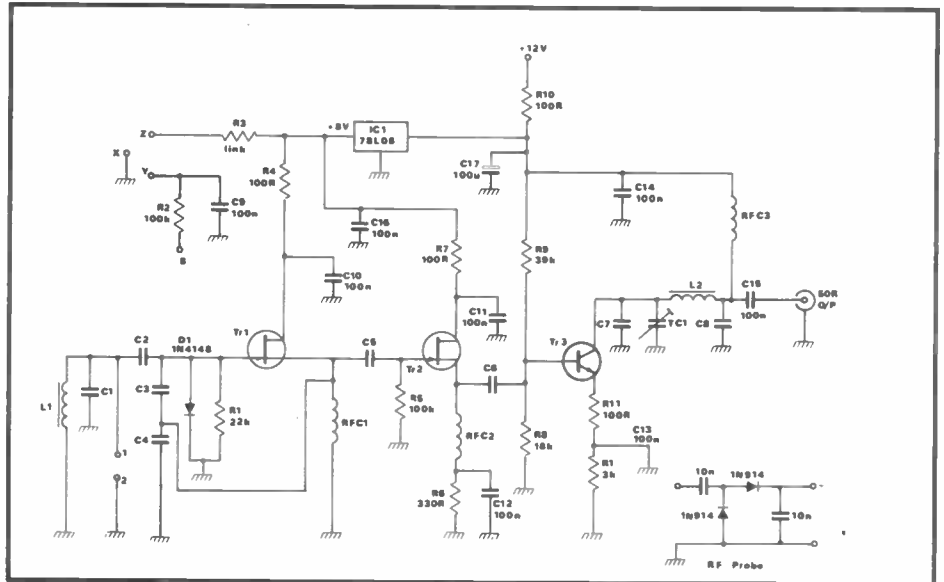 +12V
R10
100R
Z
R3
link
+8V
IC1
78L08
X
Y
R4
100R
C17
100u
R2
100k
C9
100n
C14
100n
RFC3
B
C16
100n
R7
100R
R9
39k
C10
100n
C11
100n
L2
C15
100n
50R
O/P
C7
TC1
C8
Tr1
Tr2
Tr3
C2
D1
1N4148
C5
C6
C1
C3
L1
R1
22k
C4
RFC1
R5
100k
RFC2
R8
18k
R11
100R
C13
100n
1
2
R6
330R
C12
100n
R1
3k
10n
1N914
1N914
10n
RF Probe